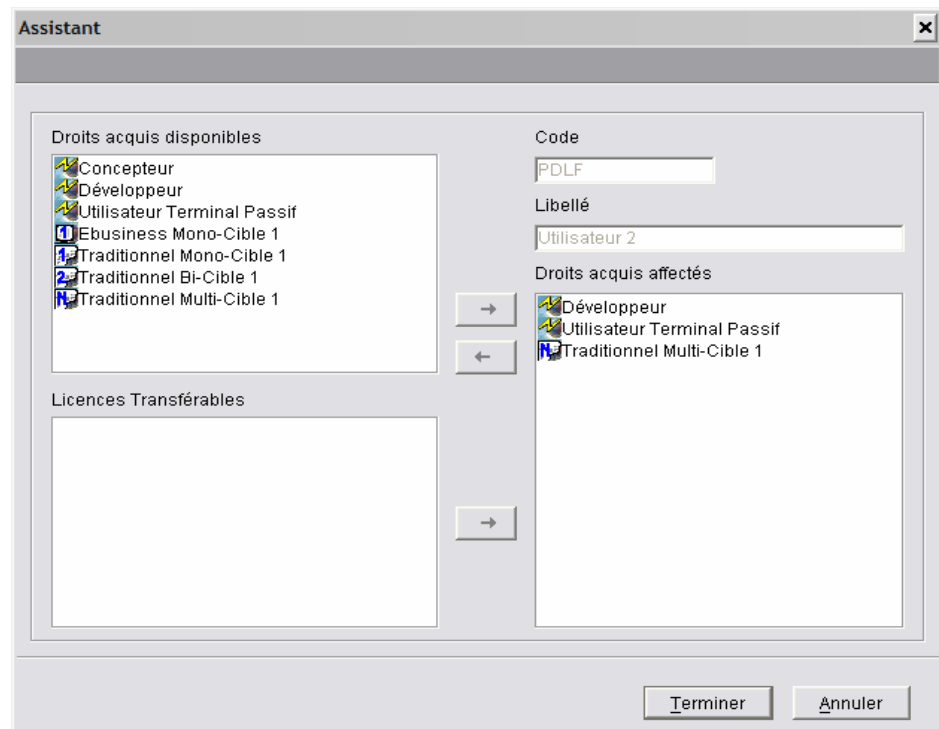 Assistant
Droits acquis disponibles
Concepteur
Développeur
Utilisateur Terminal Passif
Ebusiness Mono-Cible 1
Traditionnel Mono-Cible 1
Traditionnel Bi-Cible 1
Traditionnel Multi-Cible 1
Licences Transférables
Code
PDLF
Libellé
Utilisateur 2
Droits acquis affectés
Développeur
Utilisateur Terminal Passif
Traditionnel Multi-Cible 1
Terminer
Annuler